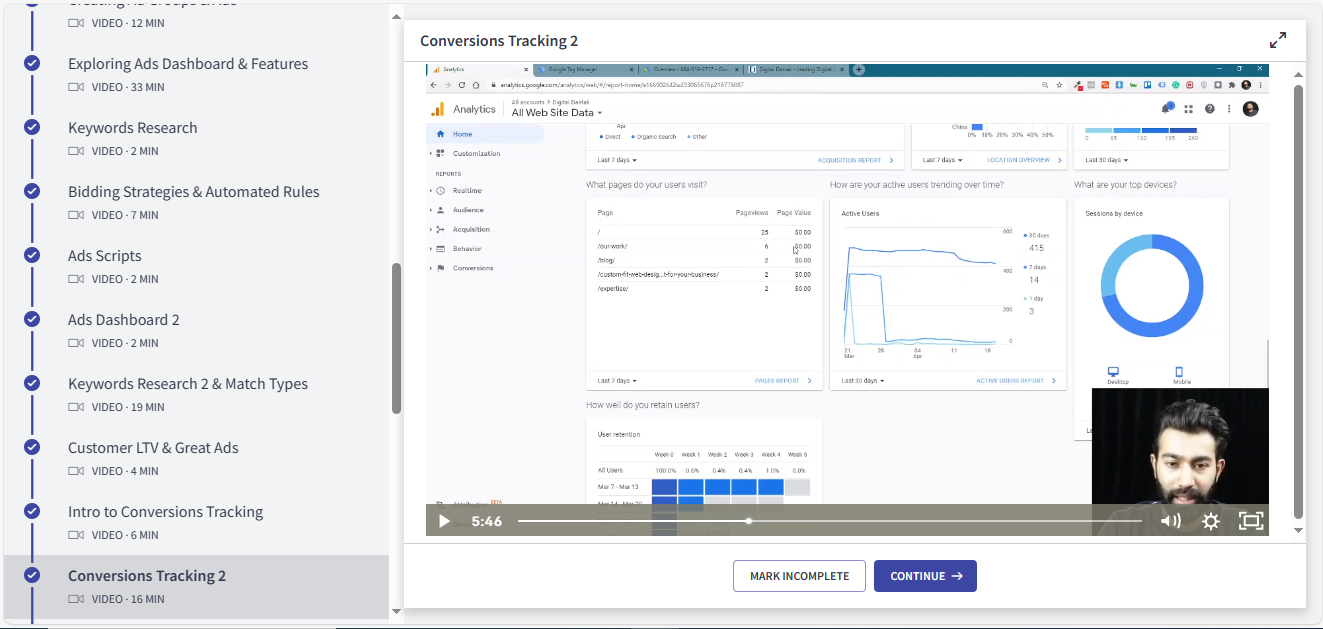 Creating Ad Groups & Ads
VIDEO · 12 MIN
Exploring Ads Dashboard & Features
VIDEO · 33 MIN
Keywords Research
VIDEO · 2 MIN
Bidding Strategies & Automated Rules
VIDEO · 7 MIN
Ads Scripts
VIDEO · 2 MIN
Ads Dashboard 2
VIDEO · 2 MIN
Keywords Research 2 & Match Types
VIDEO · 19 MIN
Customer LTV & Great Ads
VIDEO · 4 MIN
Intro to Conversions Tracking
VIDEO · 6 MIN
Conversions Tracking 2
VIDEO · 16 MIN
Conversions Tracking 2
Analytics
Google Tag Manager
Analytics
All accounts > Digital Dastak
All Web Site Data
Home
Customization
REPORTS
Realtime
Audience
Acquisition
Behavior
Conversions
Apr
Direct Organic Search Other
Last 7 days ACQUISITION REPORT
China
0% 10% 20% 30% 40% 50%
Last 7 days LOCATION OVERVIEW
0 65 130 195 260
Last 30 days
What pages do your users visit?
Page Pageviews Page Value
/ 25 $0.00
/our-work/ 6 $0.00
/blog/ 2 $0.00
/custom-fit-web-desig...t-for-your-business/ 2 $0.00
/expertise/ 2 $0.00
Last 7 days PAGES REPORT
How are your active users trending over time?
Active Users
600
400
200
0
30 days
415
7 days
14
1 day
3
21 Mar 28 04 Apr 11 18
Last 30 days ACTIVE USERS REPORT
What are your top devices?
Sessions by device
Desktop Mobile
How well do you retain users?
User retention
Week 0 Week 1 Week 2 Week 3 Week 4 Week 5
All Users 100.0% 0.6% 0.4% 0.4% 1.0% 0.0%
Mar 7 - Mar 13
Mar 14 - Mar 20
BETA
5:46
MARK INCOMPLETE
CONTINUE →